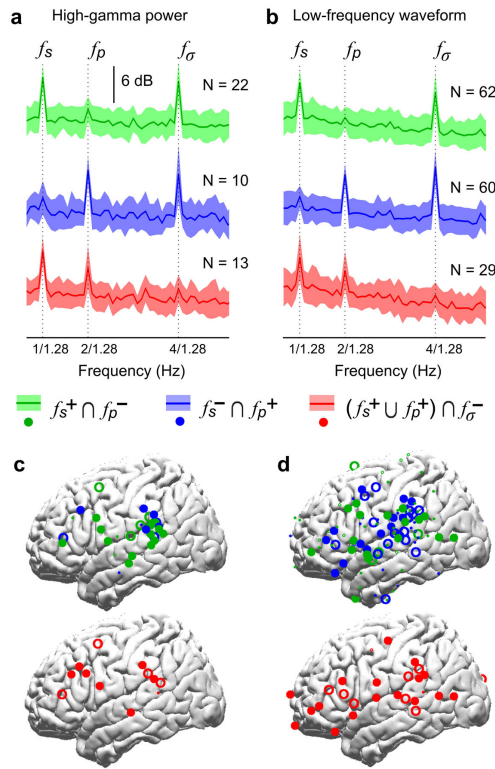 a High-gamma power
b Low-frequency waveform
fs fp fσ
fs fp fσ
6 dB
N = 22
N = 62
N = 10
N = 60
N = 13
N = 29
1/1.28 2/1.28 4/1.28
1/1.28 2/1.28 4/1.28
Frequency (Hz)
Frequency (Hz)
fs+ ∩ fp−
fs− ∩ fp+
(fs+ ∪ fp+) ∩ fσ−
c
d